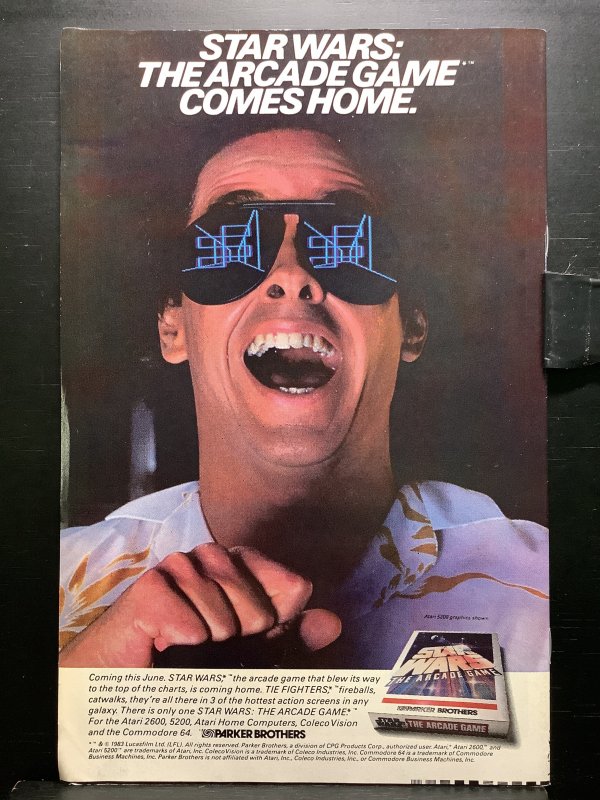 STAR WARS:
THE ARCADE GAME*™
COMES HOME.
Atari 5200 graphics shown.
STAR
WARS
THE ARCADE GAME
PARKER BROTHERS
STAR WARS THE ARCADE GAME
Coming this June. STAR WARS,*™ the arcade game that blew its way
to the top of the charts, is coming home. TIE FIGHTERS,*™ fireballs,
catwalks, they're all there in 3 of the hottest action screens in any
galaxy. There is only one STAR WARS: THE ARCADE GAME.*™
For the Atari 2600, 5200, Atari Home Computers, ColecoVision
and the Commodore 64. PARKER BROTHERS
*™ & © 1983 Lucasfilm Ltd. (LFL). All rights reserved. Parker Brothers, a division of CPG Products Corp., authorized user. Atari,® Atari 2600,™ and
Atari 5200™ are trademarks of Atari, Inc. ColecoVision is a trademark of Coleco Industries, Inc. Commodore 64 is a trademark of Commodore
Business Machines, Inc. Parker Brothers is not affiliated with Atari, Inc., Coleco Industries, Inc., or Commodore Business Machines, Inc.